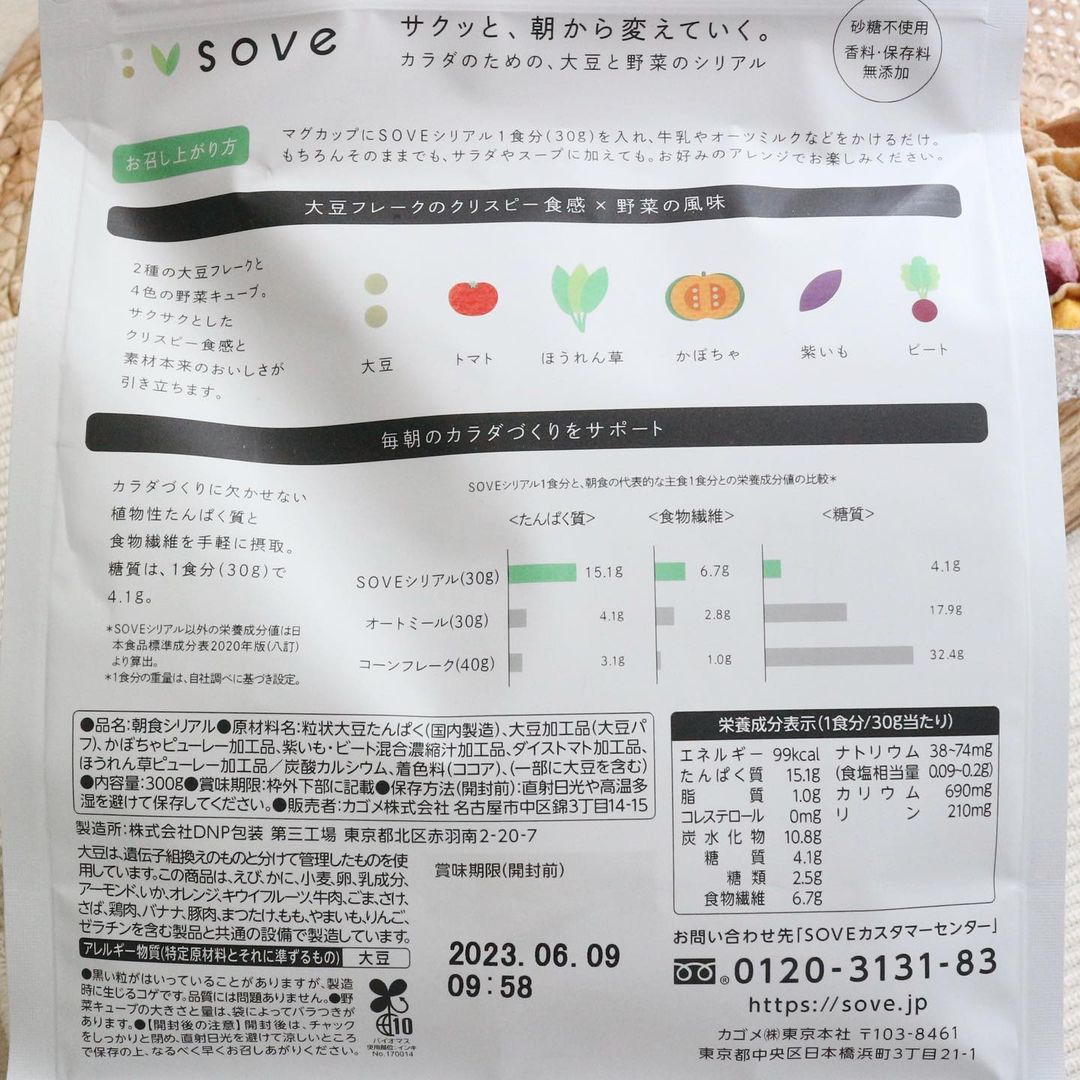 sove
サクッと、朝から変えていく。
カラダのための、大豆と野菜のシリアル
砂糖不使用
香料・保存料
無添加
お召し上がり方
マグカップにSOVEシリアル1食分(30g)を入れ、牛乳やオーツミルクなどをかけるだけ。
もちろんそのままでも、サラダやスープに加えても。お好みのアレンジでお楽しみください。
大豆フレークのクリスピー食感×野菜の風味
2種の大豆フレークと
4色の野菜キューブ。
サクサクとした
クリスピー食感と
素材本来のおいしさが
引き立ちます。
大豆
トマト
ほうれん草
かぼちゃ
紫いも
ビート
毎朝のカラダづくりをサポート
カラダづくりに欠かせない
植物性たんぱく質と
食物繊維を手軽に摂取。
糖質は、1食分(30g)で
4.1g。
*SOVEシリアル以外の栄養成分値は日
本食品標準成分表2020年版(八訂)
より算出。
*1食分の重量は、自社調べに基づき設定。
SOVEシリアル1食分と、朝食の代表的な主食1食分との栄養成分値の比較*
<たんぱく質> <食物繊維> <糖質>
SOVEシリアル(30g) 15.1g 6.7g 4.1g
オートミール(30g) 4.1g 2.8g 17.9g
コーンフレーク(40g) 3.1g 1.0g 32.4g
●品名:朝食シリアル●原材料名:粒状大豆たんぱく(国内製造)、大豆加工品(大豆パ
フ)、かぼちゃピューレー加工品、紫いも・ビート混合濃縮汁加工品、ダイストマト加工品、
ほうれん草ピューレー加工品/炭酸カルシウム、着色料(ココア)、(一部に大豆を含む)
●内容量:300g●賞味期限:枠外下部に記載●保存方法(開封前):直射日光や高温多
湿を避けて保存してください。●販売者:カゴメ株式会社 名古屋市中区錦3丁目14-15
製造所:株式会社DNP包装 第三工場 東京都北区赤羽南2-20-7
大豆は、遺伝子組換えのものと分けて管理したものを使
用しています。この商品は、えび、かに、小麦、卵、乳成分、
アーモンド、いか、オレンジ、キウイフルーツ、牛肉、ごま、さけ、
さば、鶏肉、バナナ、豚肉、まつたけ、もも、やまいも、りんご、
ゼラチンを含む製品と共通の設備で製造しています。
アレルギー物質(特定原材料とそれに準ずるもの) 大豆
●黒い粒がはいっていることがありますが、製造
時に生じるコゲです。品質には問題ありません。●野
菜キューブの大きさと量は、袋によってバラつきが
あります。●【開封後の注意】開封後は、チャック
をしっかりと閉め、直射日光を避けて涼しいところ
で保存の上、なるべく早くお召しあがりください。
10
バイオマス
使用部位:インキ
No.170014
賞味期限(開封前)
2023.06.09
09:58
栄養成分表示(1食分/30g当たり)
エネルギー 99kcal
たんぱく質 15.1g
脂質 1.0g
コレステロール 0mg
炭水化物 10.8g
糖質 4.1g
糖類 2.5g
食物繊維 6.7g
ナトリウム 38~74mg
(食塩相当量 0.09~0.2g)
カリウム 690mg
リン 210mg
お問い合わせ先「SOVEカスタマーセンター」
® 0120-3131-83
https://sove.jp
カゴメ㈱東京本社 〒103-8461
東京都中央区日本橋浜町3丁目21-1